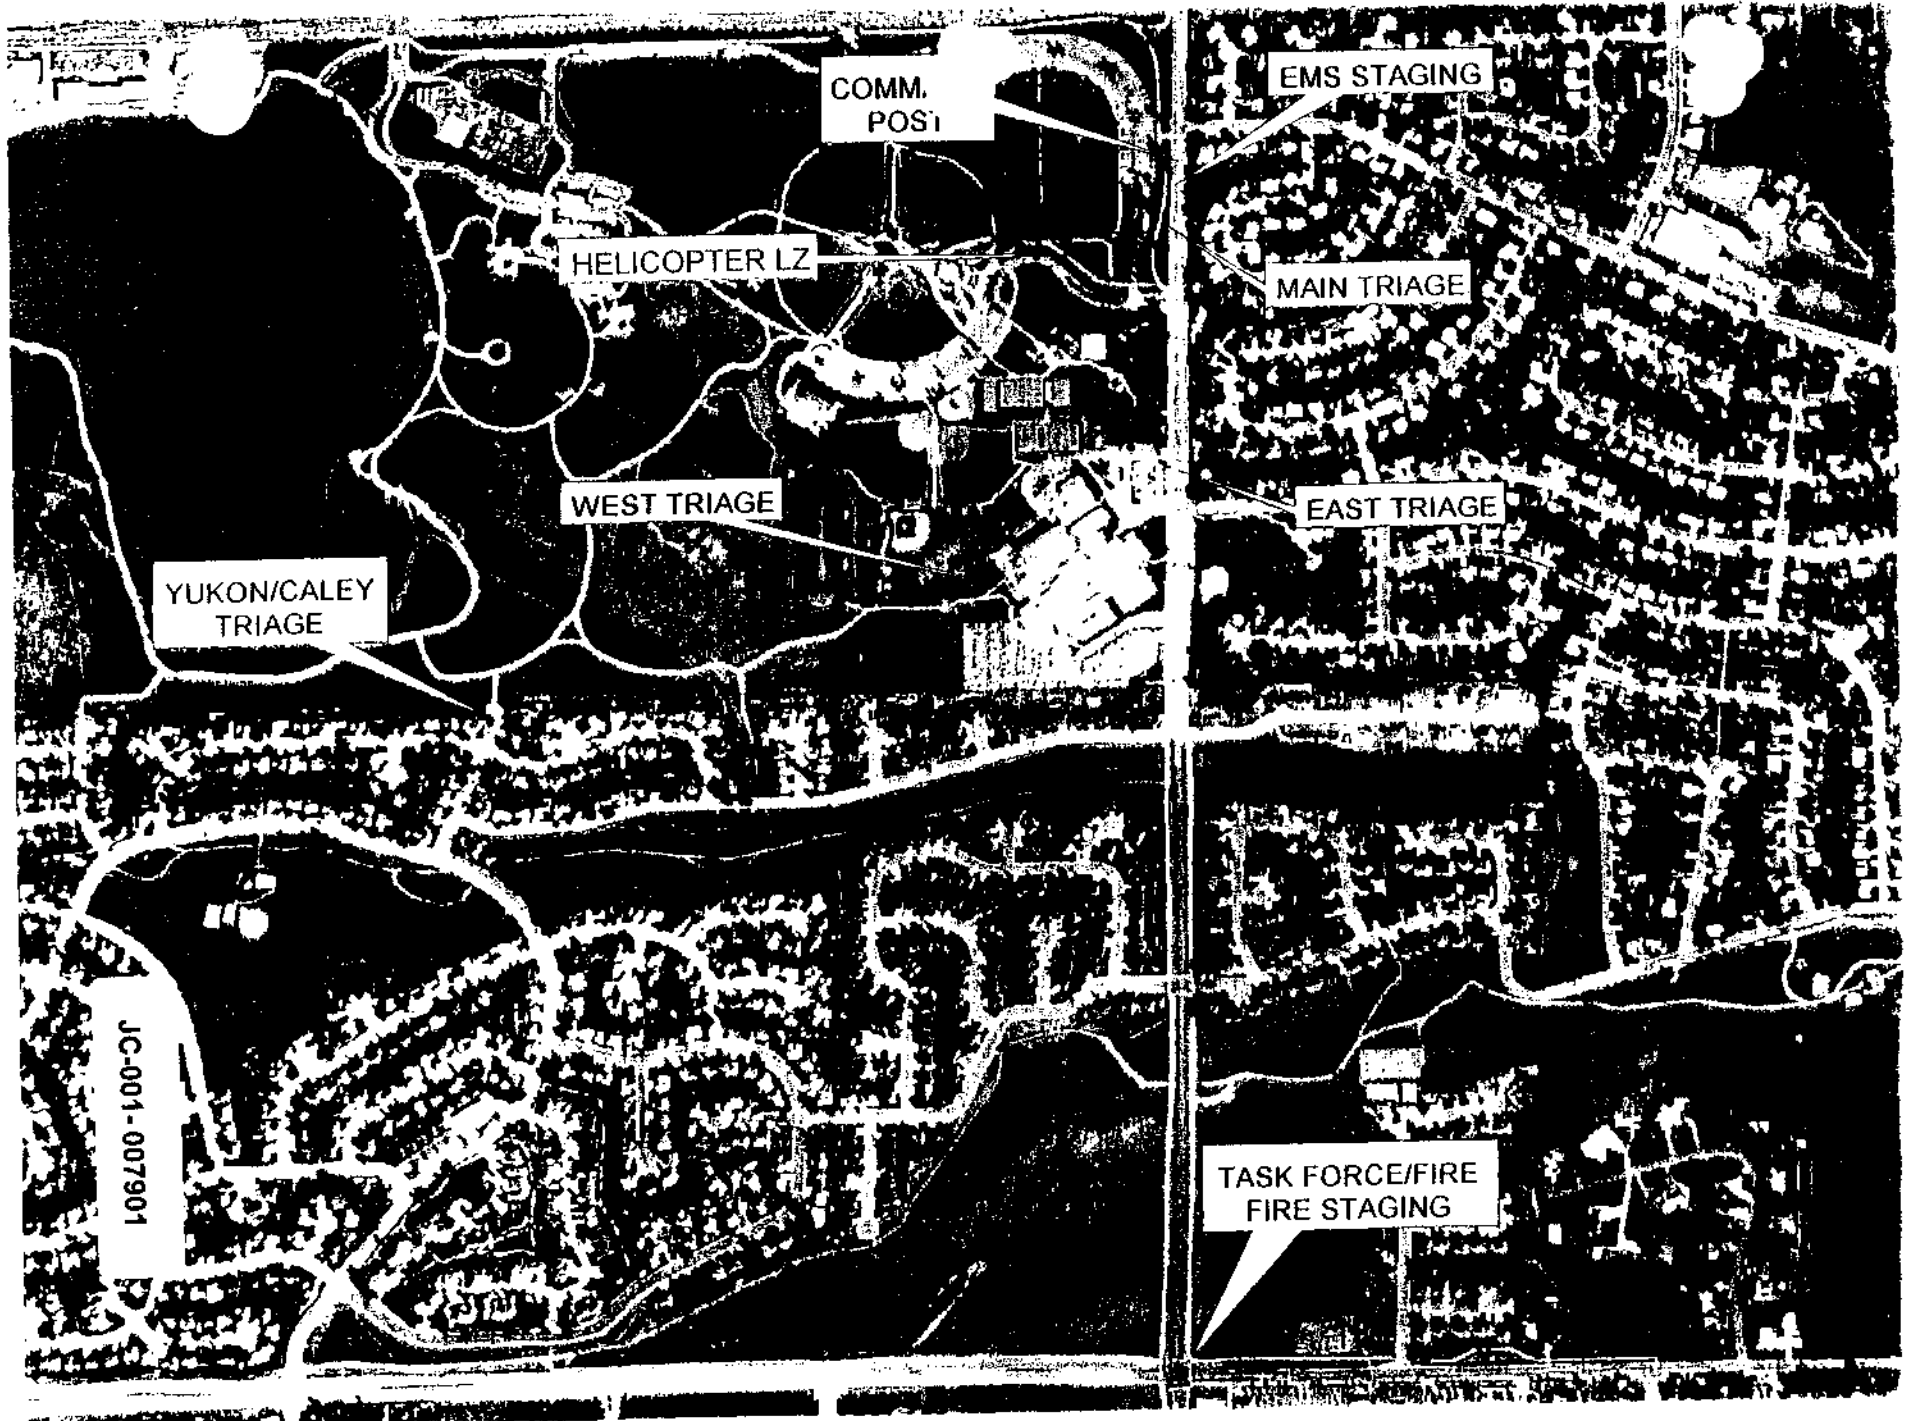 EMS STAGING
COMM
POST
HELICOPTER LZ
MAIN TRIAGE
WEST TRIAGE
EAST TRIAGE
YUKON/CALEY
TRIAGE
JC-001-007901
TASK FORCE/FIRE
FIRE STAGING